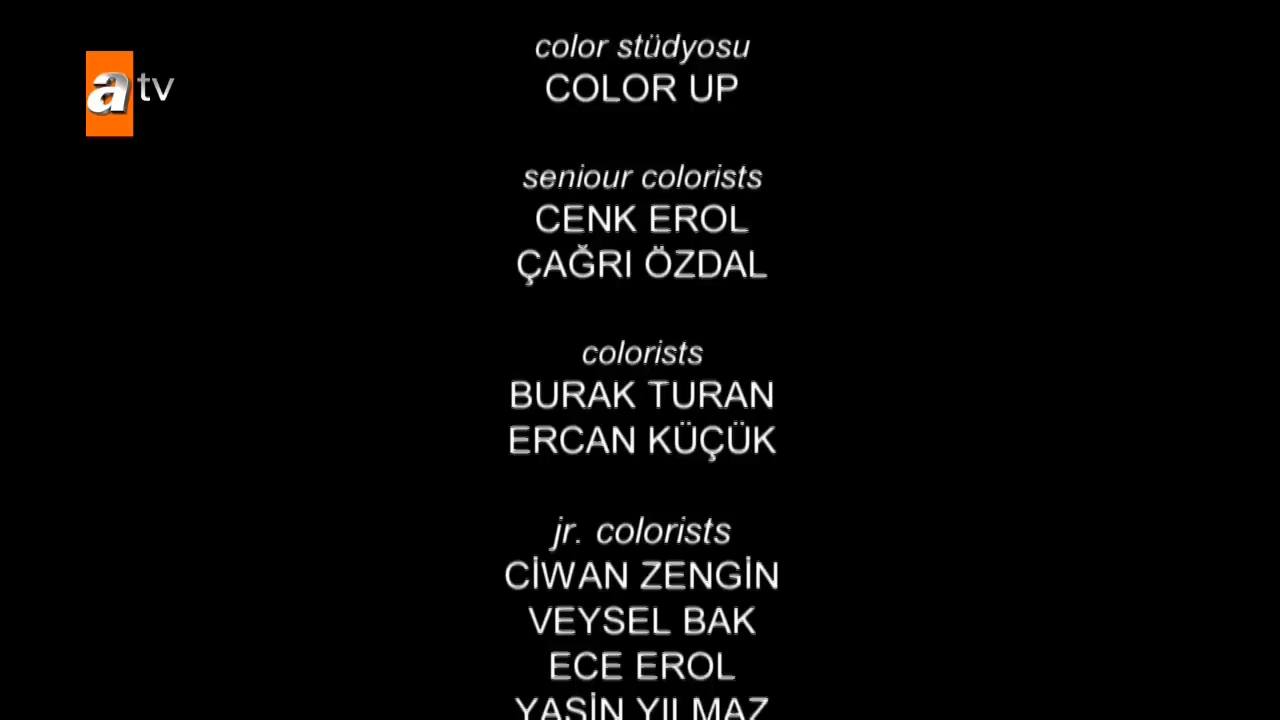 color stüdyosu
COLOR UP
atv
seniour colorists
CENK EROL
ÇAĞRI ÖZDAL
colorists
BURAK TURAN
ERCAN KÜÇÜK
jr. colorists
CİWAN ZENGİN
VEYSEL BAK
ECE EROL
YASİN YILMAZ